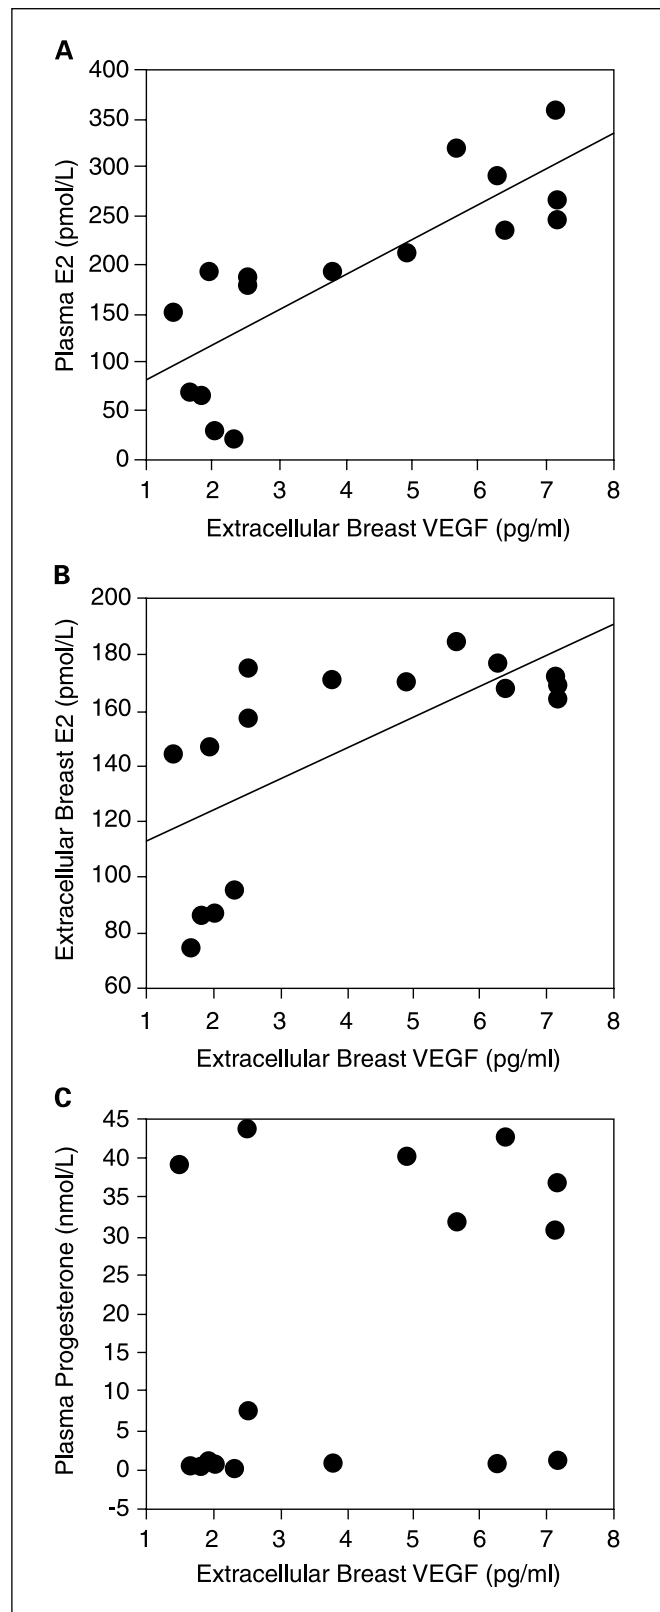 A
400
350
300
250
200
150
100
50
0
Plasma E2 (pmol/L)
1 2 3 4 5 6 7 8
Extracellular Breast VEGF (pg/ml)
B
200
180
160
140
120
100
80
60
Extracellular Breast E2 (pmol/L)
1 2 3 4 5 6 7 8
Extracellular Breast VEGF (pg/ml)
C
45
40
35
30
25
20
15
10
5
0
-5
Plasma Progesterone (nmol/L)
1 2 3 4 5 6 7 8
Extracellular Breast VEGF (pg/ml)